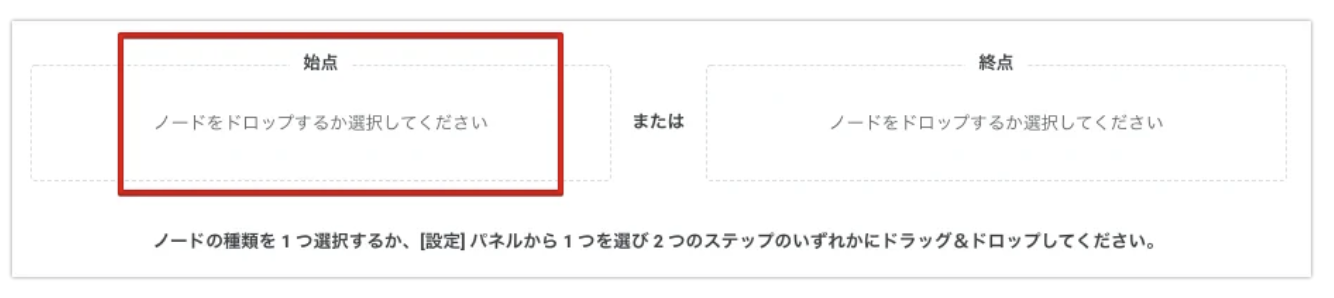 始点
終点
ノードをドロップするか選択してください
または
ノードをドロップするか選択してください
ノードの種類を 1 つ選択するか、[設定] パネルから 1 つを選び 2 つのステップのいずれかにドラッグ＆ドロップしてください。